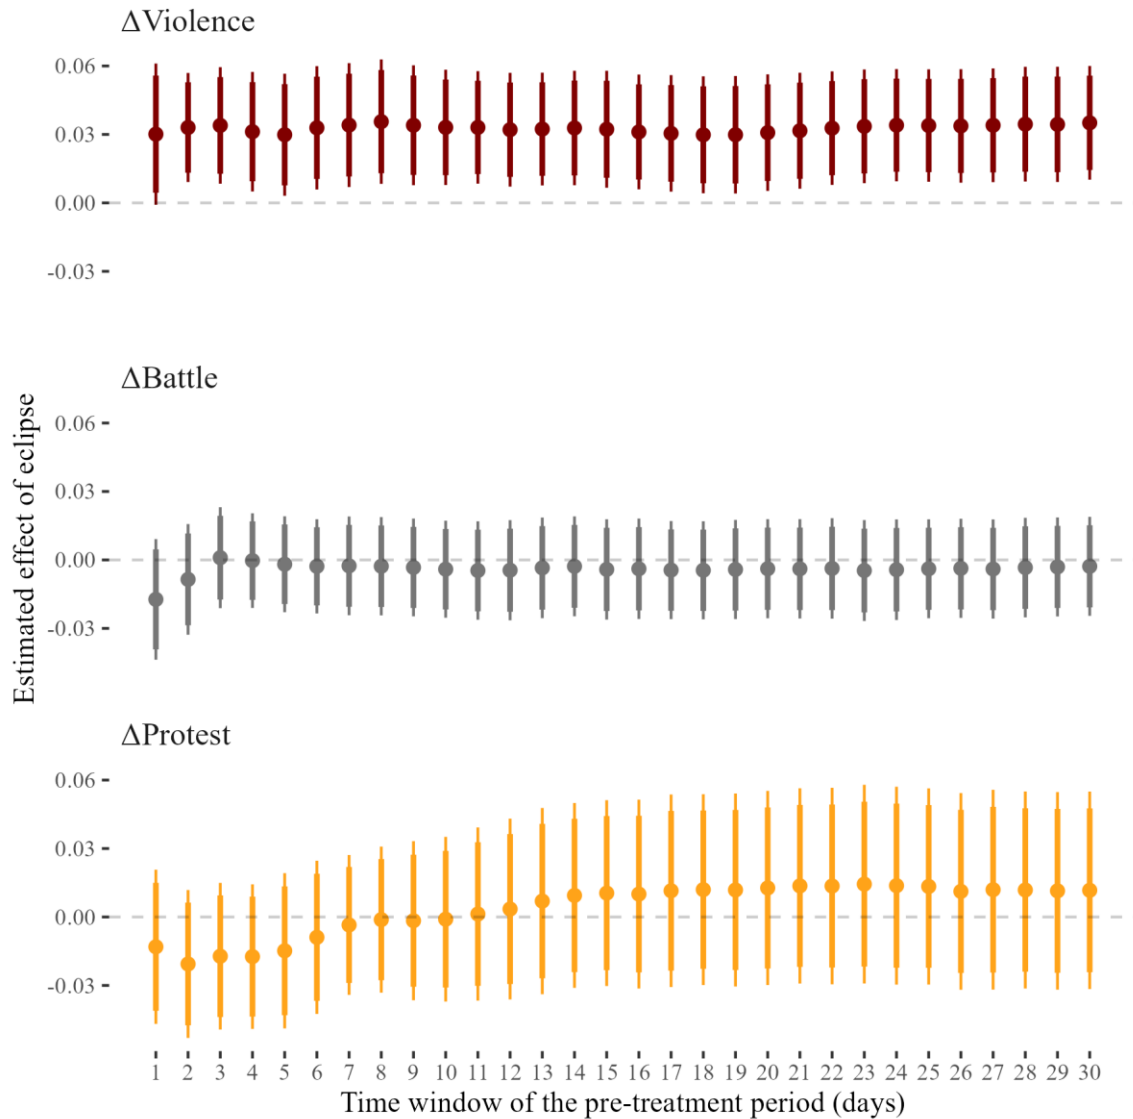 ΔViolence
0.06
0.03
0.00
-0.03
ΔBattle
0.06
0.03
0.00
-0.03
Estimated effect of eclipse
ΔProtest
0.06
0.03
0.00
-0.03
1 2 3 4 5 6 7 8 9 10 11 12 13 14 15 16 17 18 19 20 21 22 23 24 25 26 27 28 29 30
Time window of the pre-treatment period (days)